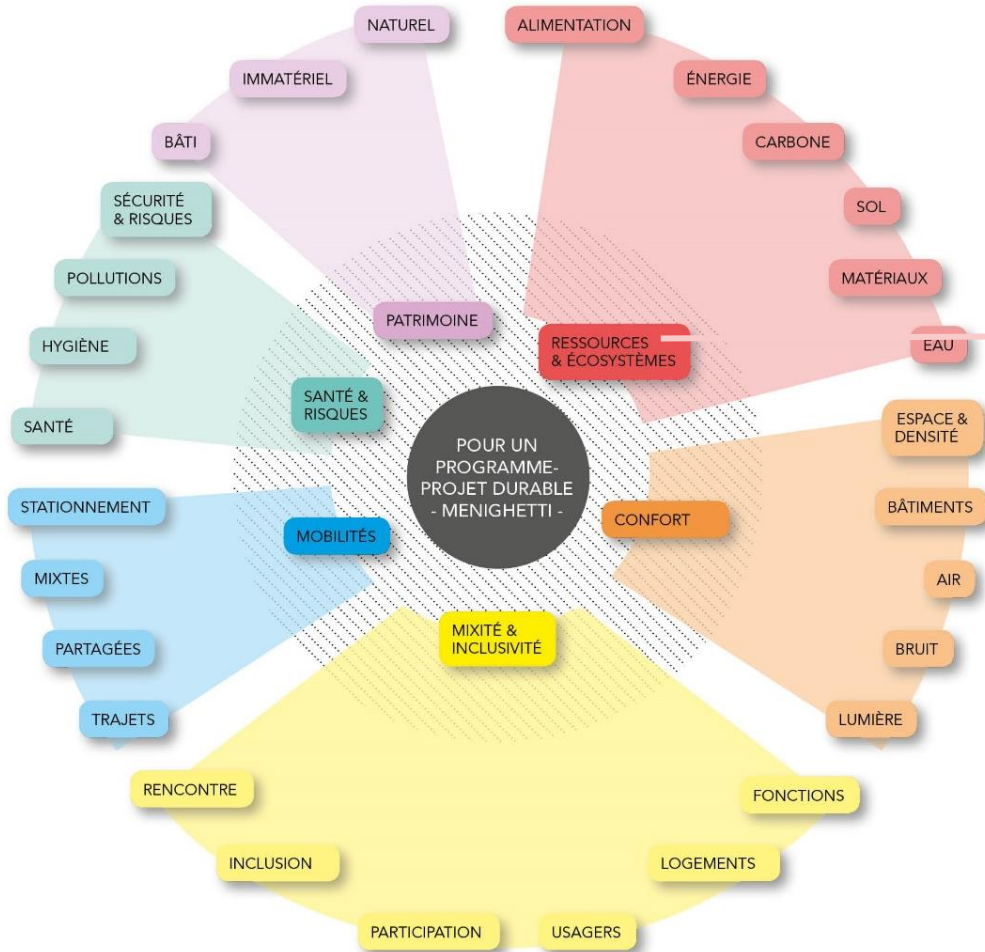 NATUREL
IMMATÉRIEL
BÂTI
PATRIMOINE
ALIMENTATION
ÉNERGIE
CARBONE
SOL
MATÉRIAUX
EAU
RESSOURCES
& ÉCOSYSTÈMES
SÉCURITÉ
& RISQUES
POLLUTIONS
HYGIÈNE
SANTÉ
SANTÉ &
RISQUES
POUR UN
PROGRAMME-
PROJET DURABLE
- MENIGHETTI -
ESPACE &
DENSITÉ
BÂTIMENTS
AIR
BRUIT
LUMIÈRE
CONFORT
STATIONNEMENT
MIXTES
PARTAGÉES
TRAJETS
MOBILITÉS
MIXITÉ &
INCLUSIVITÉ
RENCONTRE
INCLUSION
PARTICIPATION
USAGERS
LOGEMENTS
FONCTIONS